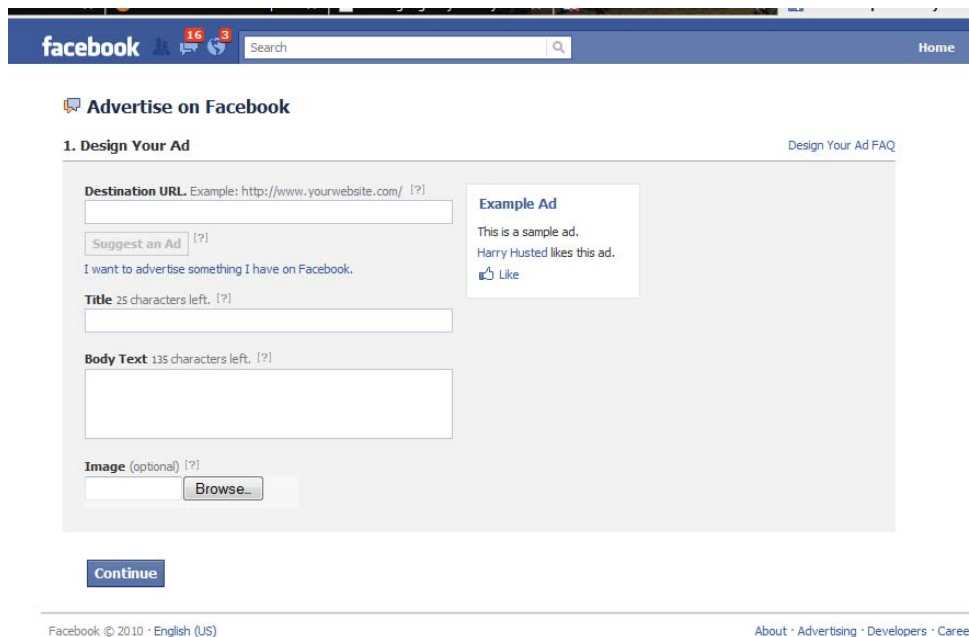 facebook 16 3 Search Home
Advertise on Facebook
1. Design Your Ad Design Your Ad FAQ
Destination URL. Example: http://www.yourwebsite.com/ [?]
Suggest an Ad [?]
I want to advertise something I have on Facebook.
Title 25 characters left. [?]
Body Text 135 characters left. [?]
Image (optional) [?]
Browse...
Example Ad
This is a sample ad.
Harry Husted likes this ad.
Like
Continue
Facebook © 2010 · English (US) About · Advertising · Developers · Caree